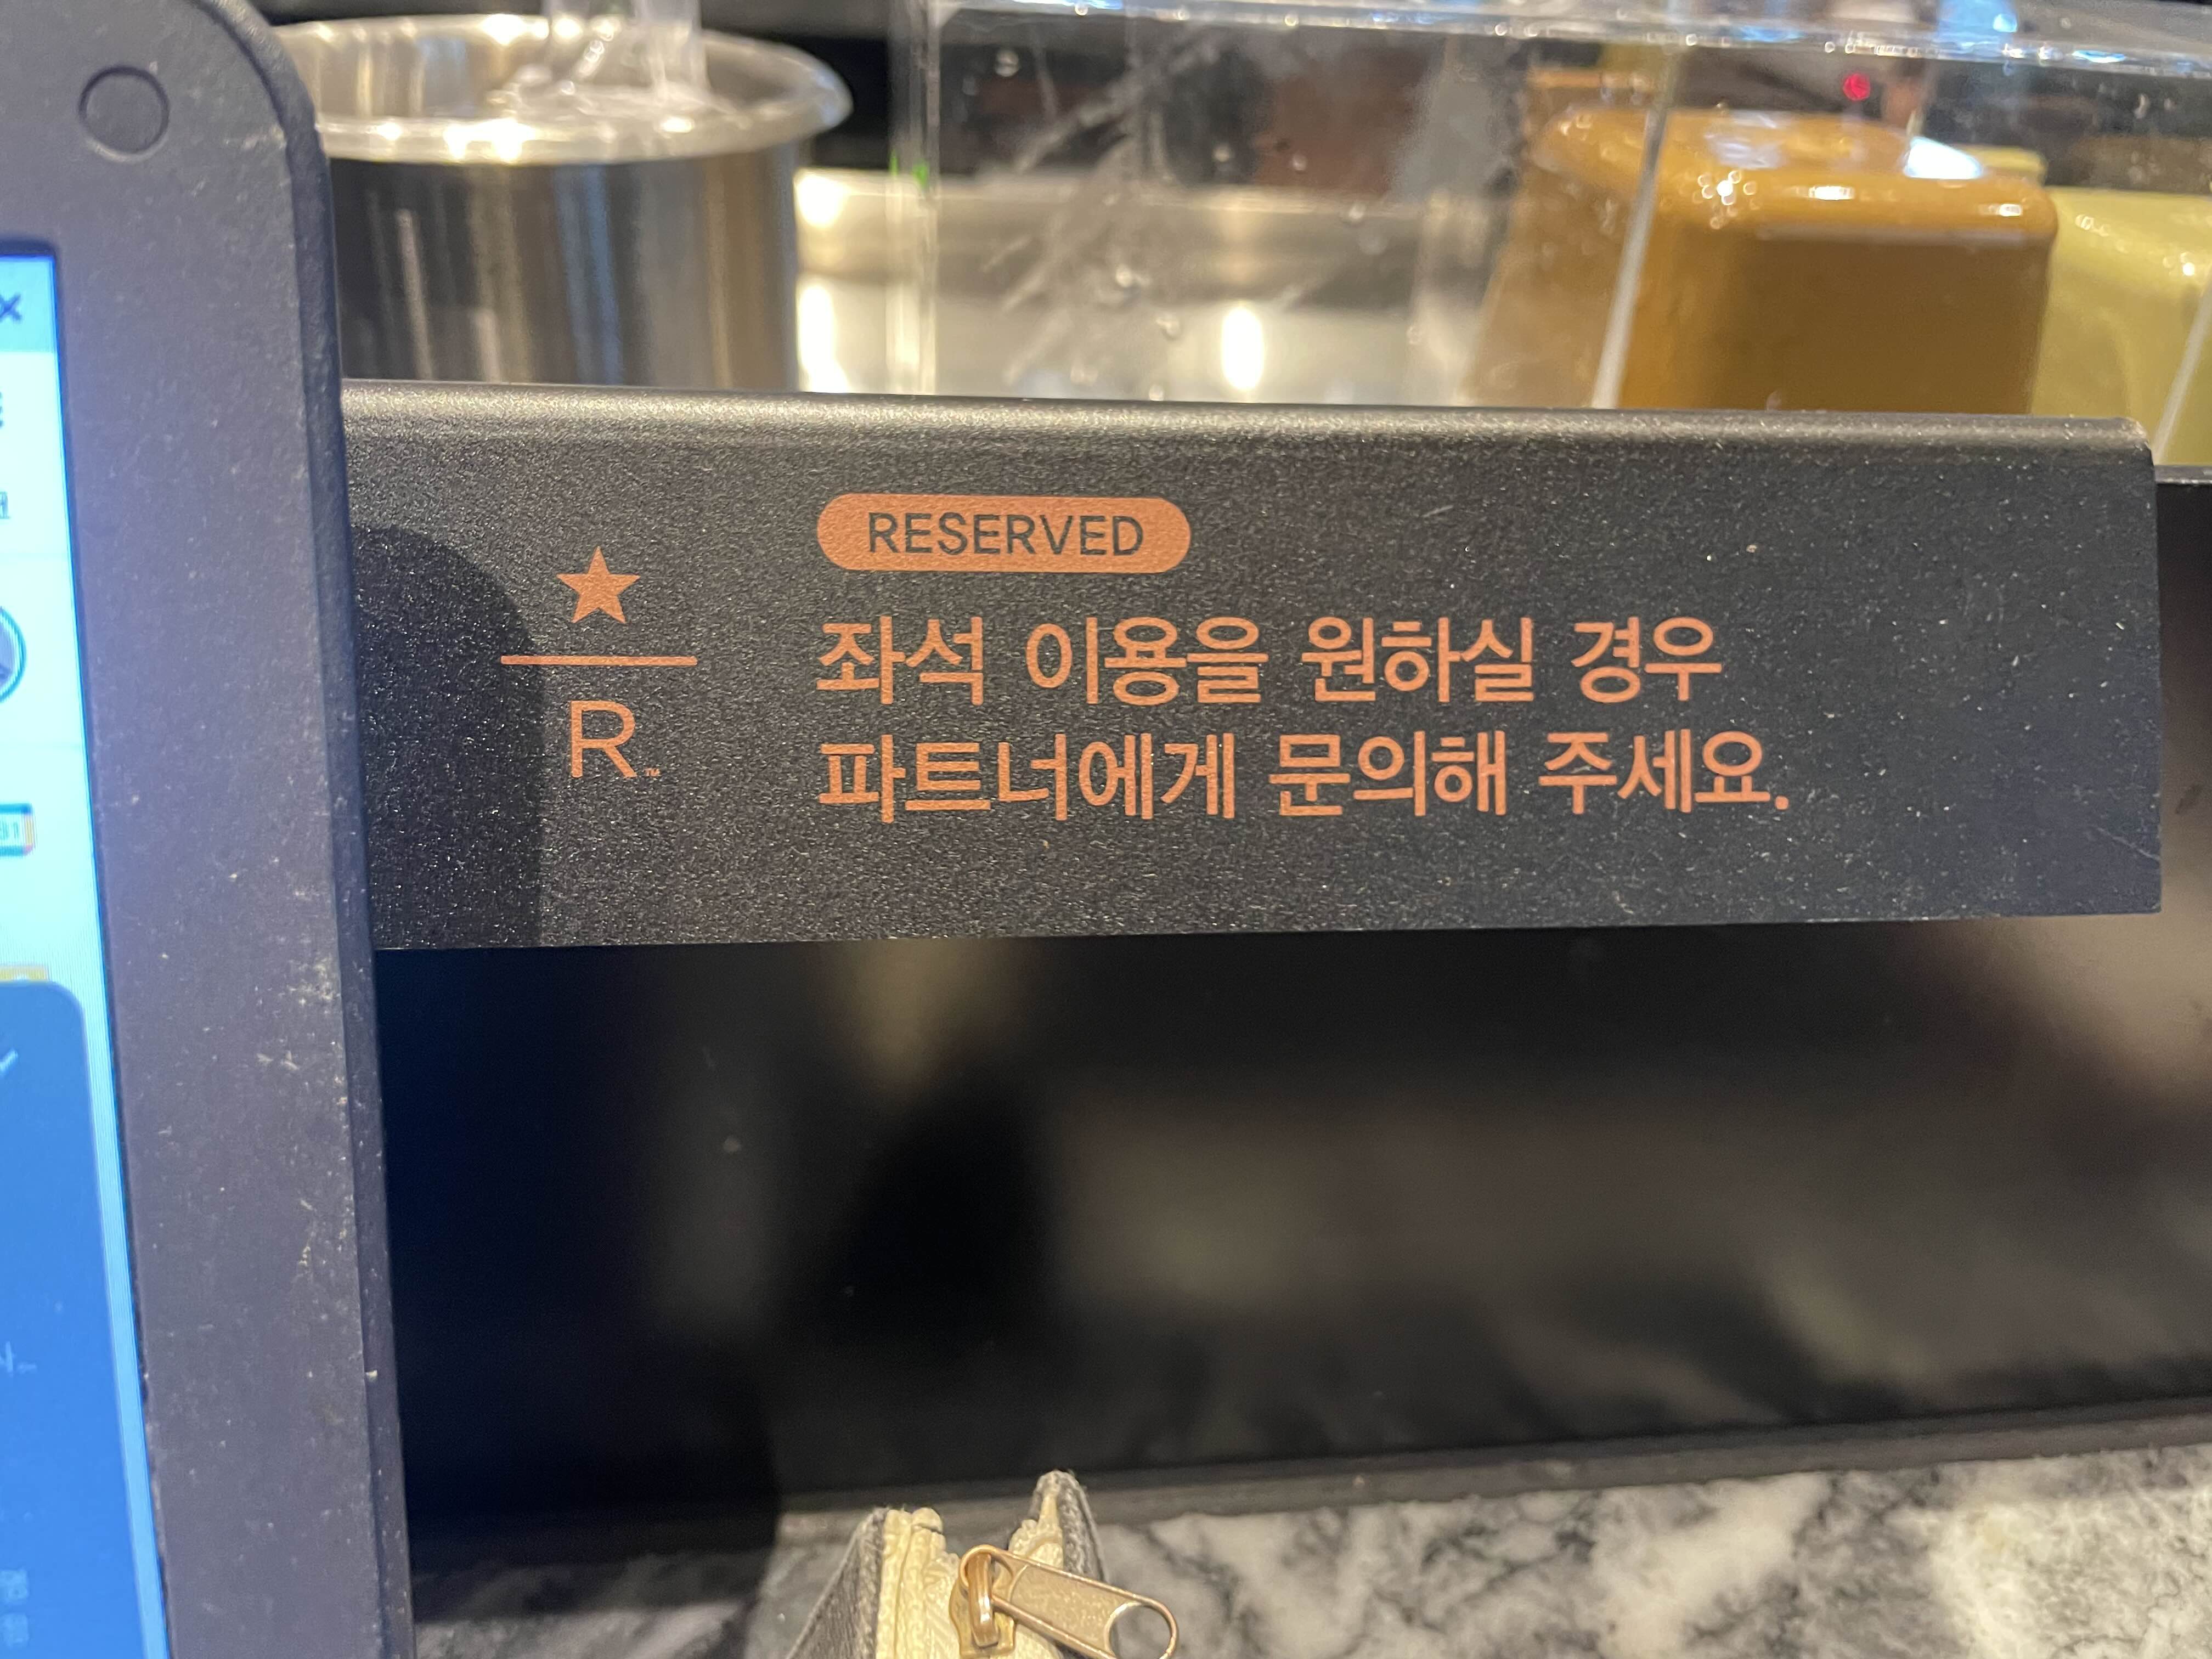 RESERVED
좌석 이용을 원하실 경우
파트너에게 문의해 주세요.
R™